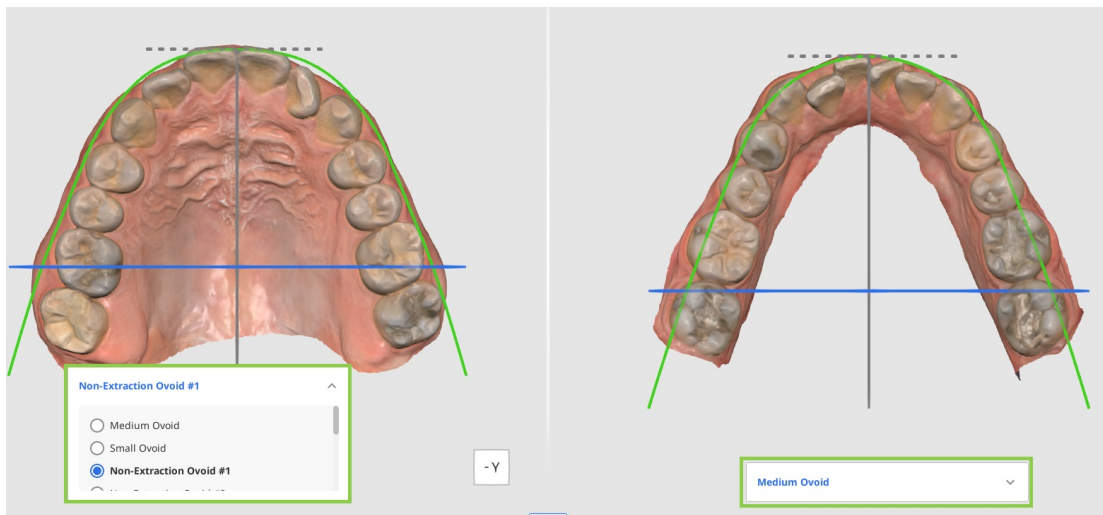 Non-Extraction Ovoid #1
Medium Ovoid
Small Ovoid
Non-Extraction Ovoid #1
- Y
Medium Ovoid